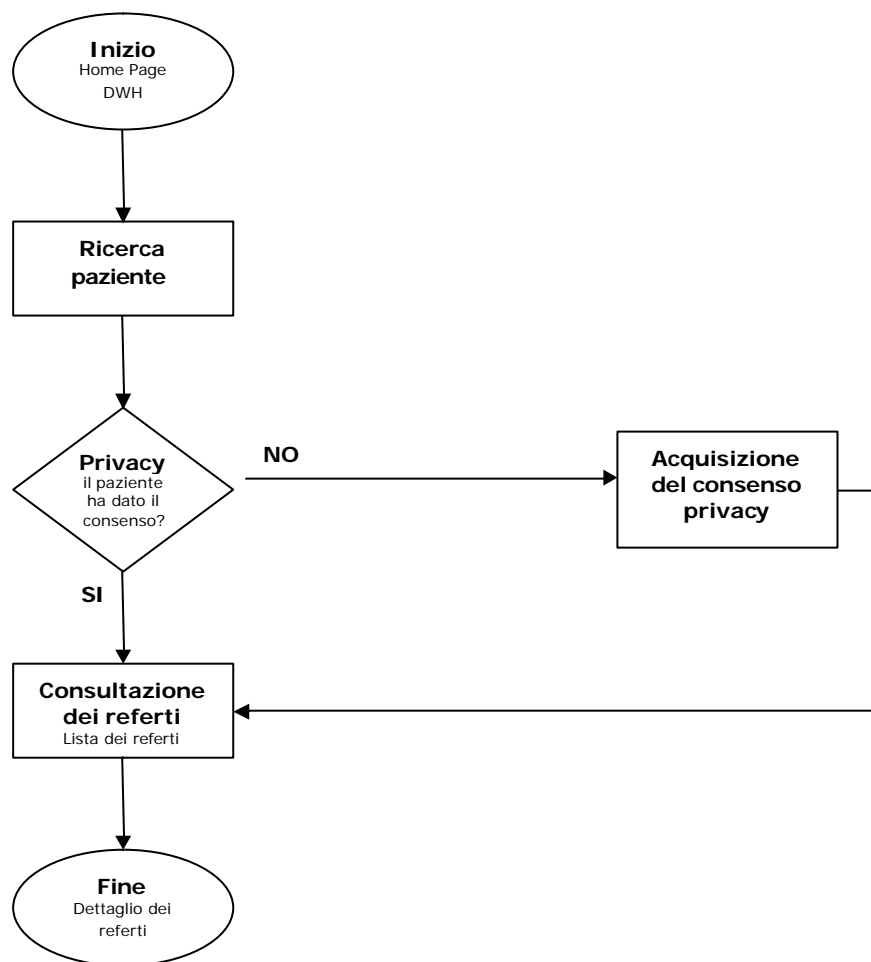 Inizio
Home Page
DWH
Ricerca
paziente
Privacy
il paziente
ha dato il
consenso?
NO
Acquisizione
del consenso
privacy
SI
Consultazione
dei referti
Lista dei referti
Fine
Dettaglio dei
referti